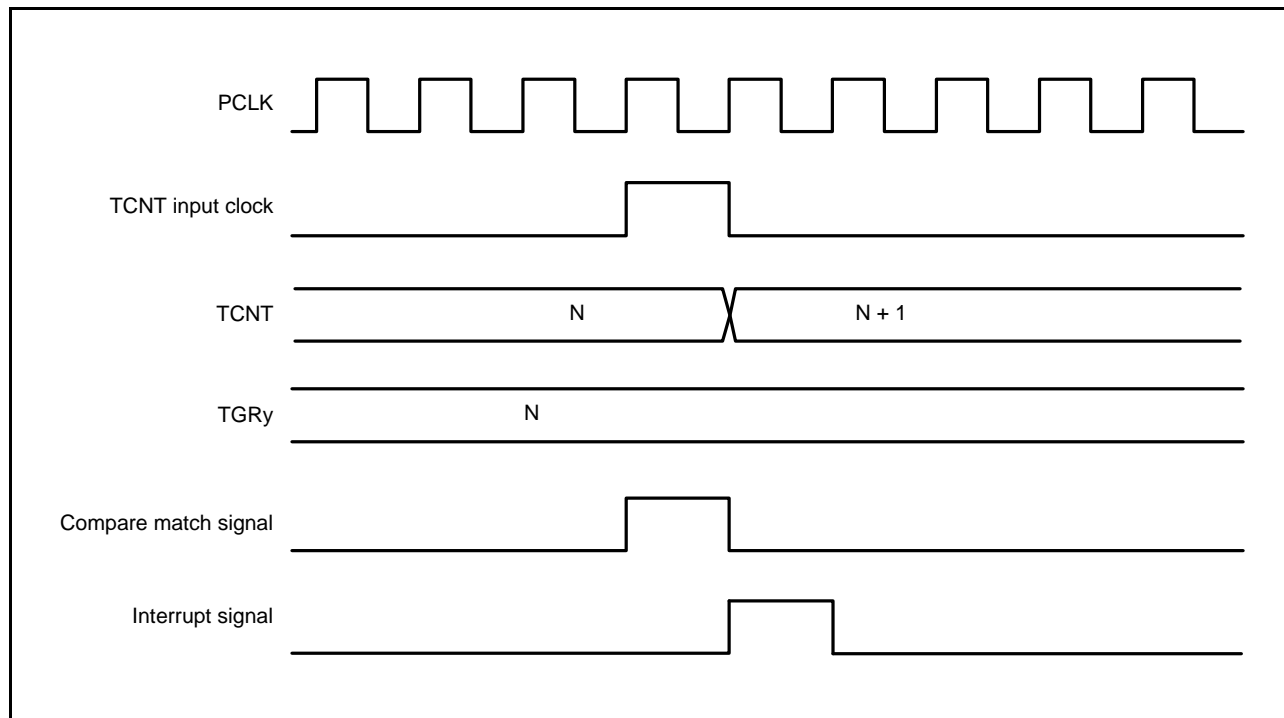 PCLK
TCNT input clock
TCNT
N
N + 1
TGRy
N
Compare match signal
Interrupt signal